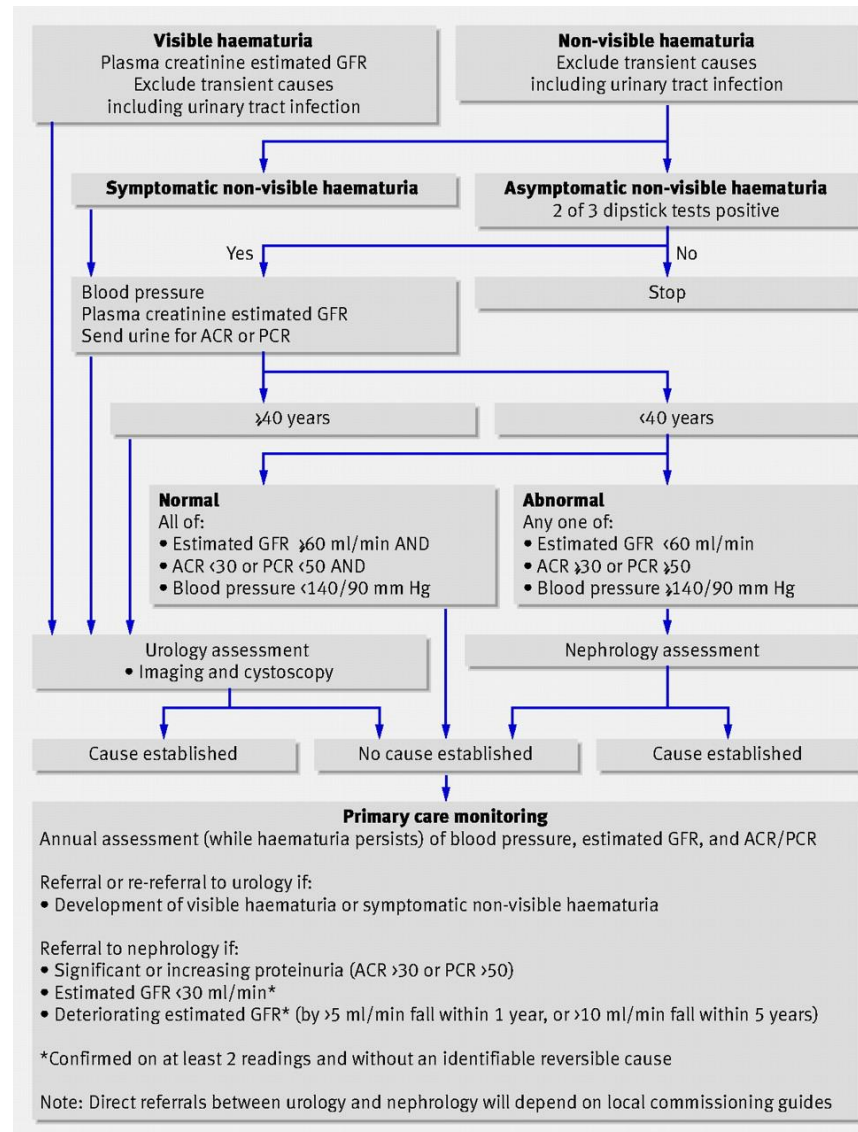 Visible haematuria
Plasma creatinine estimated GFR
Exclude transient causes
including urinary tract infection
Non-visible haematuria
Exclude transient causes
including urinary tract infection
Symptomatic non-visible haematuria
Asymptomatic non-visible haematuria
2 of 3 dipstick tests positive
Yes
No
Blood pressure
Plasma creatinine estimated GFR
Send urine for ACR or PCR
Stop
⩾40 years
<40 years
Normal
All of:
• Estimated GFR ⩾60 ml/min AND
• ACR <30 or PCR <50 AND
• Blood pressure <140/90 mm Hg
Abnormal
Any one of:
• Estimated GFR <60 ml/min
• ACR ⩾30 or PCR ⩾50
• Blood pressure ⩾140/90 mm Hg
Urology assessment
• Imaging and cystoscopy
Nephrology assessment
Cause established
No cause established
Cause established
Primary care monitoring
Annual assessment (while haematuria persists) of blood pressure, estimated GFR, and ACR/PCR
Referral or re-referral to urology if:
• Development of visible haematuria or symptomatic non-visible haematuria
Referral to nephrology if:
• Significant or increasing proteinuria (ACR >30 or PCR >50)
• Estimated GFR <30 ml/min*
• Deteriorating estimated GFR* (by >5 ml/min fall within 1 year, or >10 ml/min fall within 5 years)
*Confirmed on at least 2 readings and without an identifiable reversible cause
Note: Direct referrals between urology and nephrology will depend on local commissioning guides